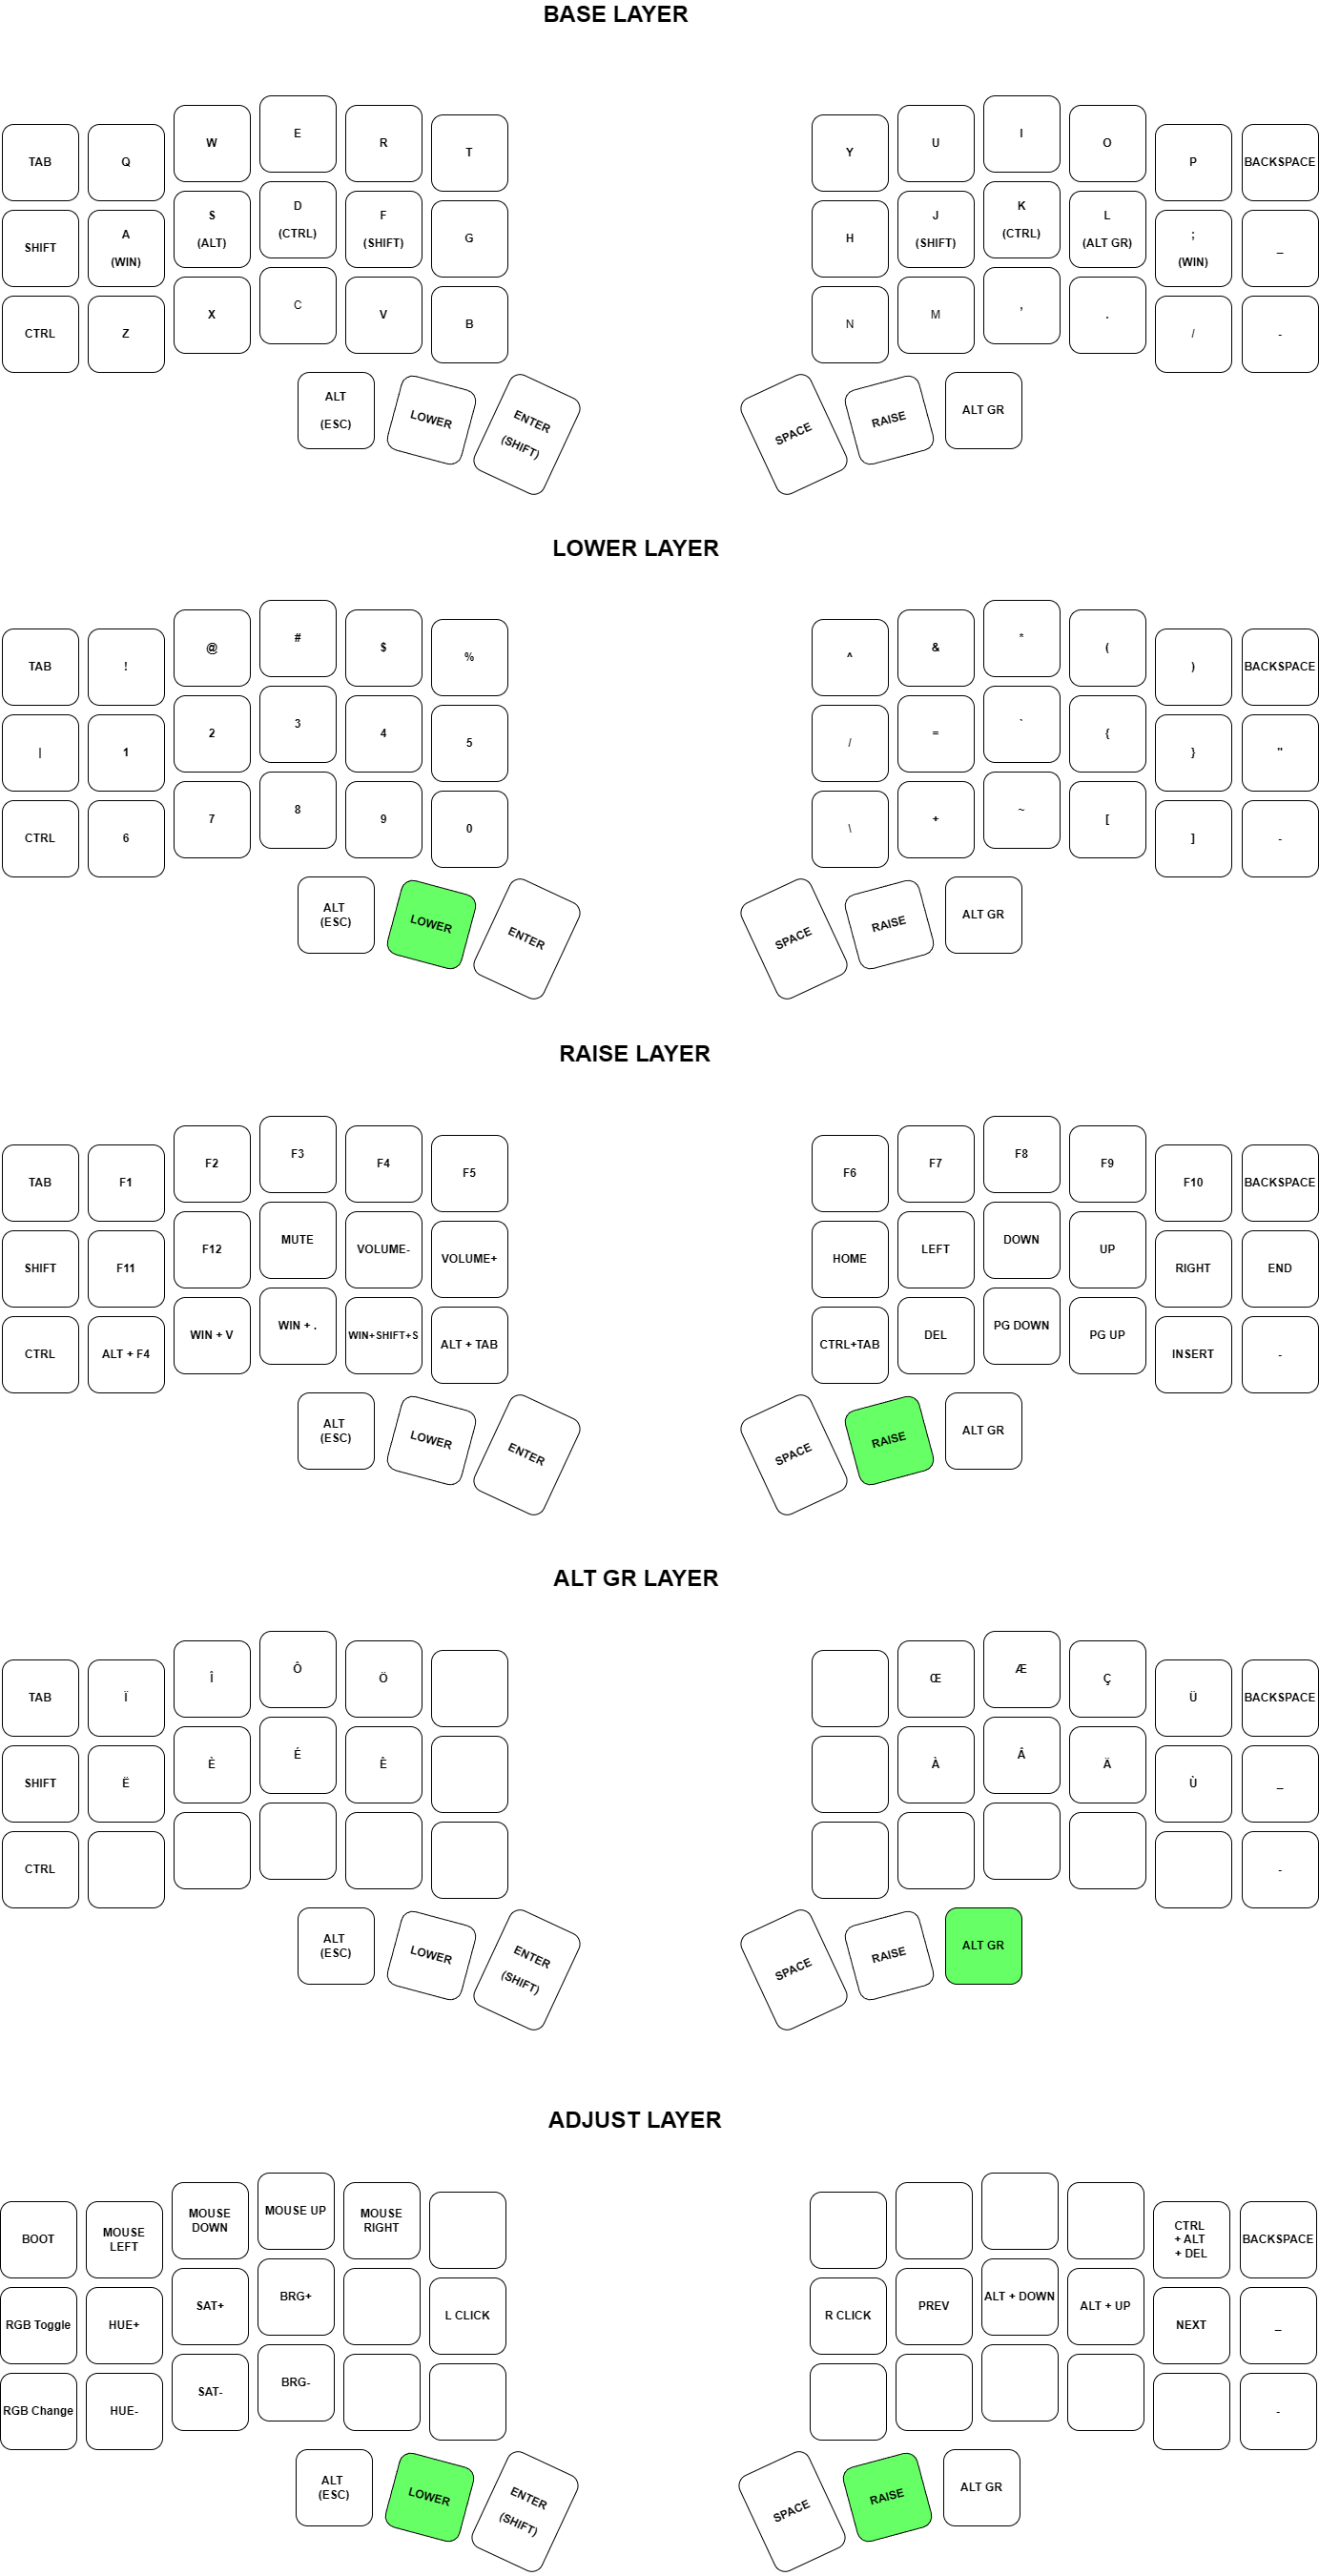 BASE LAYER
TAB Q W E R T Y U I O P BACKSPACE
SHIFT A S D F G H J K L ; _
(WIN) (ALT) (CTRL) (SHIFT) (SHIFT) (CTRL) (ALT GR) (WIN)
CTRL Z X C V B N M , . / -
ALT LOWER ENTER SPACE RAISE ALT GR
(ESC) (SHIFT)
LOWER LAYER
TAB ! @ # $ % ^ & * ( ) BACKSPACE
| 1 2 3 4 5 / = ` { } "
CTRL 6 7 8 9 0 \ + ~ [ ] -
ALT LOWER ENTER SPACE RAISE ALT GR
(ESC)
RAISE LAYER
TAB F1 F2 F3 F4 F5 F6 F7 F8 F9 F10 BACKSPACE
SHIFT F11 F12 MUTE VOLUME- VOLUME+ HOME LEFT DOWN UP RIGHT END
CTRL ALT + F4 WIN + V WIN + . WIN+SHIFT+S ALT + TAB CTRL+TAB DEL PG DOWN PG UP INSERT -
ALT LOWER ENTER SPACE RAISE ALT GR
(ESC)
ALT GR LAYER
TAB Ï Î Ô Ö Œ Æ Ç Ü BACKSPACE
SHIFT Ë È É Ê À Â Ä Ù _
CTRL -
ALT LOWER ENTER SPACE RAISE ALT GR
(ESC) (SHIFT)
ADJUST LAYER
BOOT MOUSE MOUSE MOUSE UP MOUSE CTRL BACKSPACE
LEFT DOWN RIGHT + ALT
+ DEL
RGB Toggle HUE+ SAT+ BRG+ L CLICK R CLICK PREV ALT + DOWN ALT + UP NEXT _
RGB Change HUE- SAT- BRG- -
ALT LOWER ENTER SPACE RAISE ALT GR
(ESC) (SHIFT)